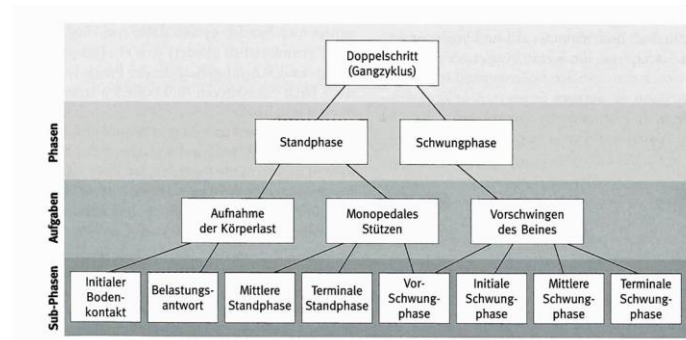 Doppelschritt
(Gangzyklus)
Phasen
Standphase
Schwungphase
Aufgaben
Aufnahme
der Körperlast
Monopedales
Stützen
Vorschwingen
des Beines
Sub-Phasen
Initialer
Boden-
kontakt
Belastungs-
antwort
Mittlere
Standphase
Terminale
Standphase
Vor-
Schwung-
phase
Initiale
Schwung-
phase
Mittlere
Schwung-
phase
Terminale
Schwung-
phase